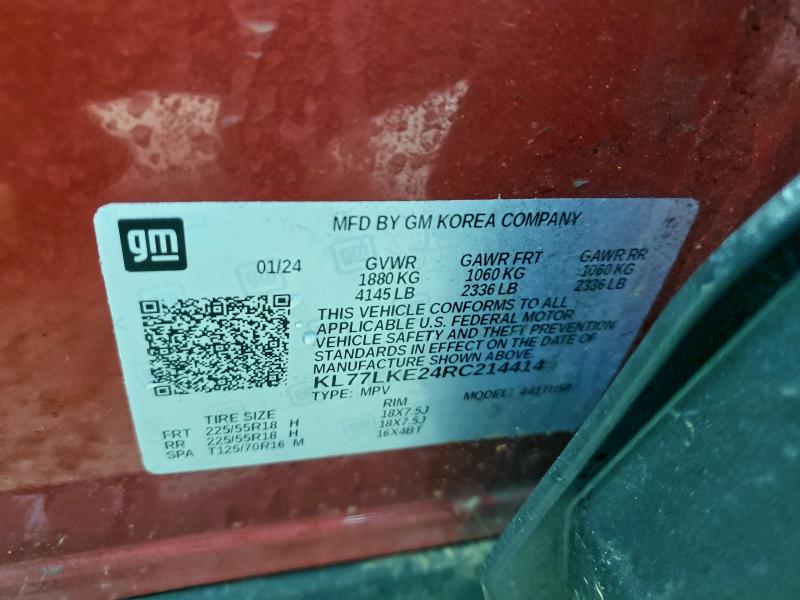 gm
MFD BY GM KOREA COMPANY
01/24 GVWR GAWR FRT GAWR RR
1880 KG 1060 KG 1060 KG
4145 LB 2336 LB 2336 LB
THIS VEHICLE CONFORMS TO ALL
APPLICABLE U.S. FEDERAL MOTOR
VEHICLE SAFETY AND THEFT PREVENTION
STANDARDS IN EFFECT ON THE DATE OF
MANUFACTURE SHOWN ABOVE.
KL77LKE24RC214414
TYPE: MPV MODEL: 441TU58
TIRE SIZE RIM
FRT 225/55R18 H 18X7.5J
RR 225/55R18 H 18X7.5J
SPA T125/70R16 M 16X4BT